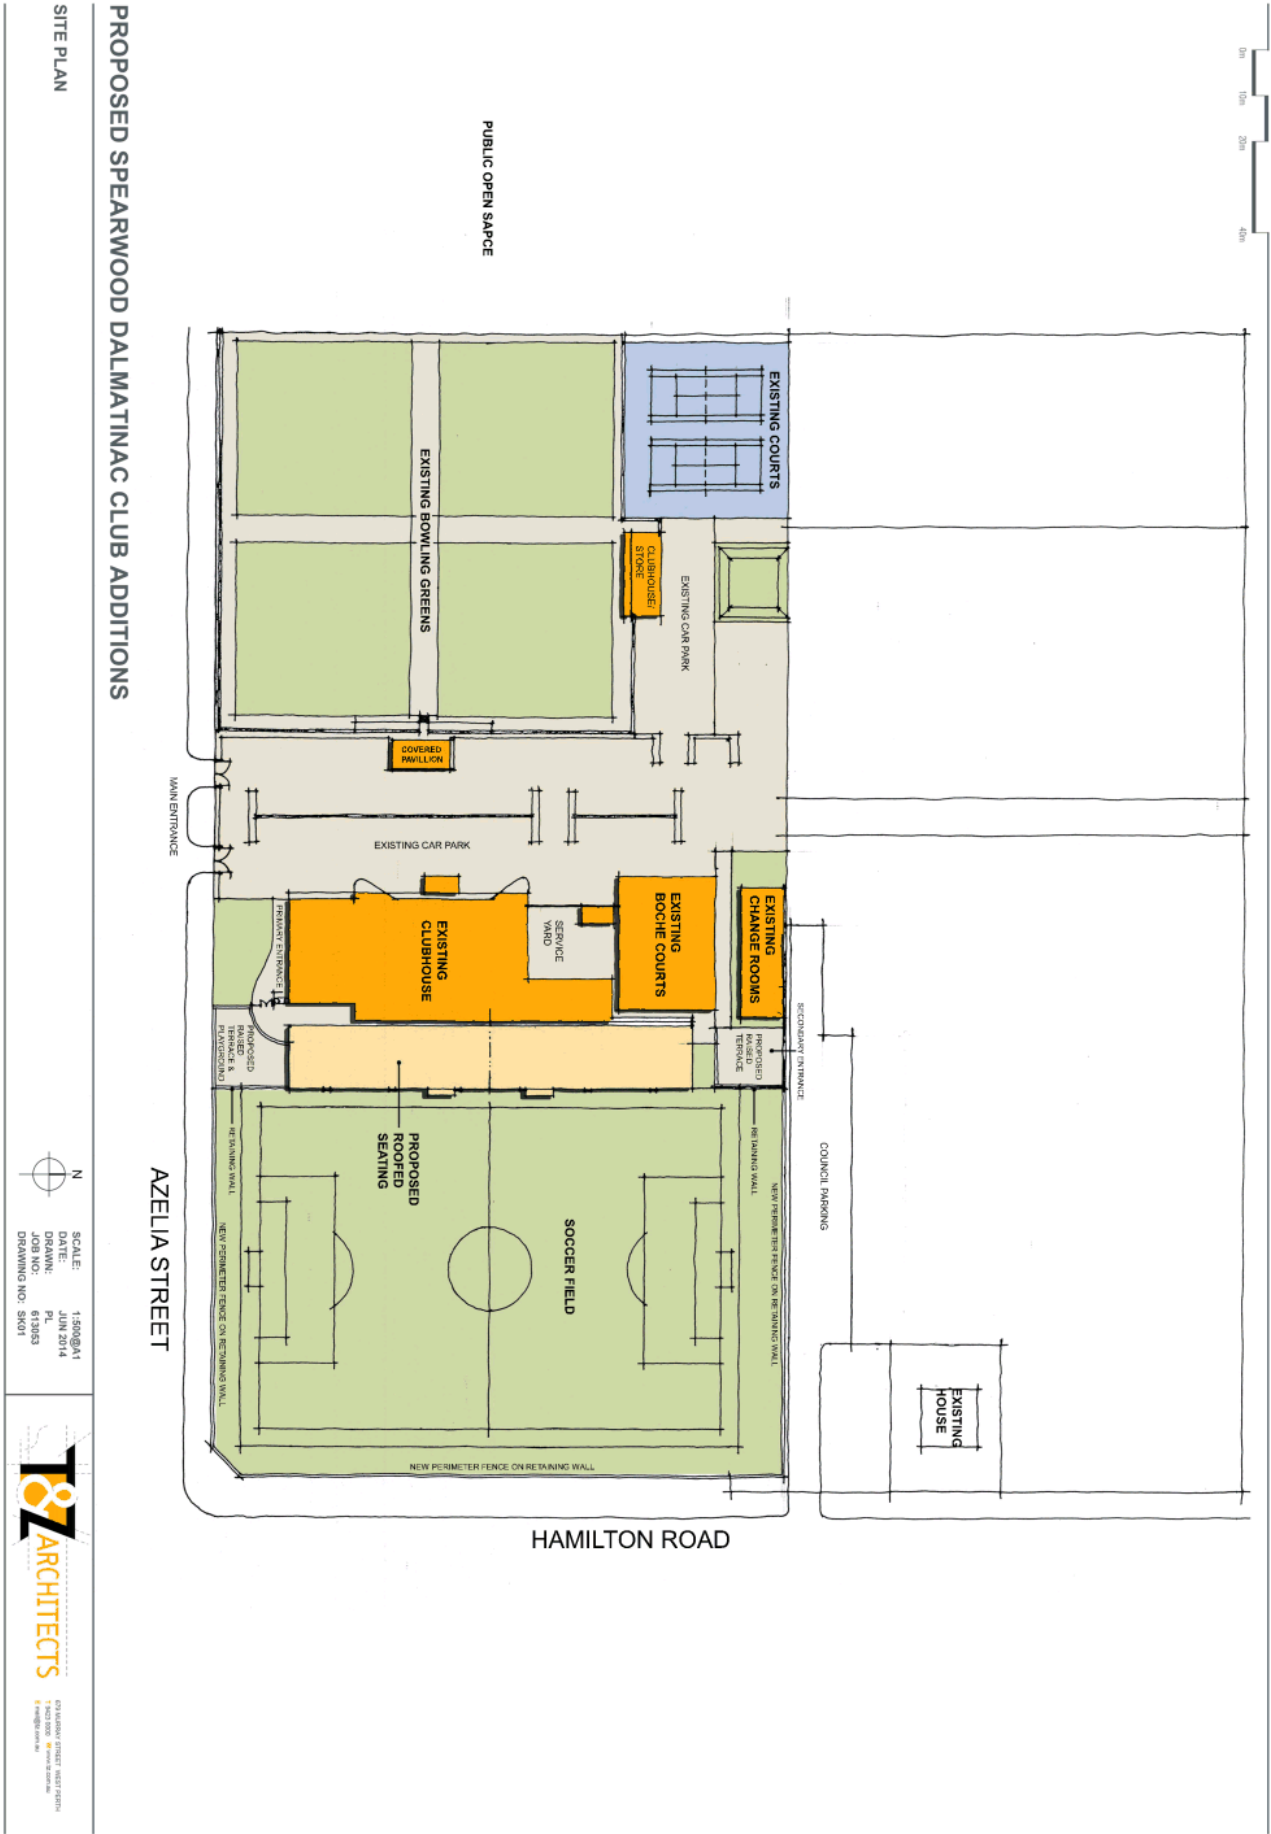 0m 10m 20m 40m
EXISTING COURTS
PUBLIC OPEN SAPCE
CLUBHOUSE/
STORE
EXISTING CAR PARK
EXISTING BOWLING GREENS
COVERED
PAVILLION
EXISTING CAR PARK
MAIN ENTRANCE
EXISTING
CHANGE ROOMS
EXISTING
BOCHE COURTS
SERVICE
YARD
EXISTING
CLUBHOUSE
PRIMARY ENTRANCE
SECONDARY ENTRANCE
PROPOSED
RAISED
TERRACE
PROPOSED
RAISED
TERRACE &
PLAYGROUND
COUNCIL PARKING
RETAINING WALL
NEW PERIMETER FENCE ON RETAINING WALL
PROPOSED
ROOFED
SEATING
SOCCER FIELD
RETAINING WALL
NEW PERIMETER FENCE ON RETAINING WALL
NEW PERIMETER FENCE ON RETAINING WALL
EXISTING
HOUSE
HAMILTON ROAD
AZELIA STREET
PROPOSED SPEARWOOD DALMATINAC CLUB ADDITIONS
SITE PLAN
N
SCALE: 1:500@A1
DATE: JUN 2014
DRAWN: PL
JOB NO: 613053
DRAWING NO: SK01
T&Z ARCHITECTS
679 MURRAY STREET WEST PERTH